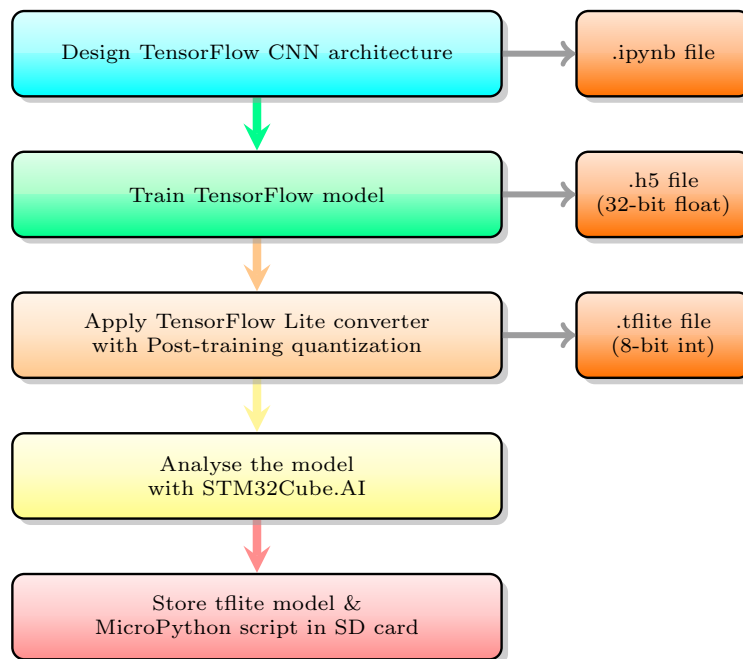 Design TensorFlow CNN architecture
.ipynb file
Train TensorFlow model
.h5 file
(32-bit float)
Apply TensorFlow Lite converter
with Post-training quantization
.tflite file
(8-bit int)
Analyse the model
with STM32Cube.AI
Store tflite model &
MicroPython script in SD card